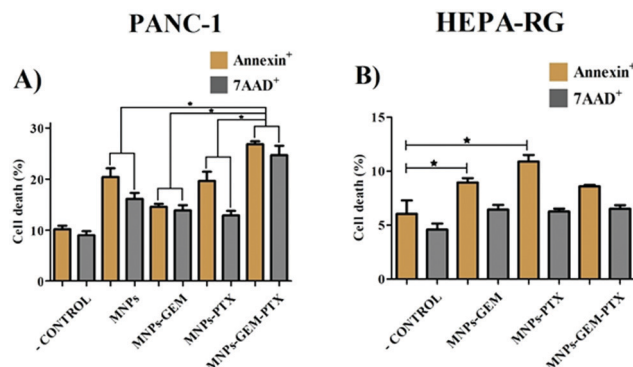 PANC-1
HEPA-RG
A)
Annexin+
7AAD+
Cell death (%)
30
20
10
0
- CONTROL
MNPs
MNPs-GEM
MNPs-PTX
MNPs-GEM-PTX
* 
*
*
B)
Annexin+
7AAD+
Cell death (%)
15
10
5
0
- CONTROL
MNPs-GEM
MNPs-PTX
MNPs-GEM-PTX
★
★